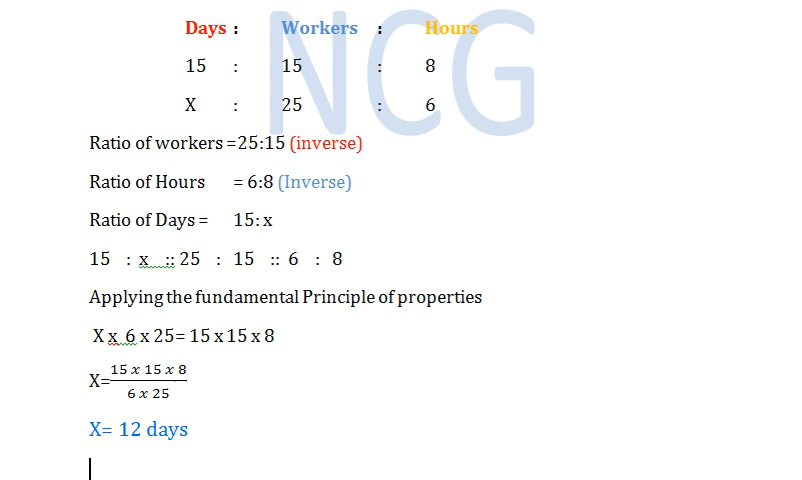 NCG
Days : Workers : Hours
15 : 15 : 8
X : 25 : 6
Ratio of workers =25:15 (inverse)
Ratio of Hours = 6:8 (Inverse)
Ratio of Days = 15:x
15 : x :: 25 : 15 :: 6 : 8
Applying the fundamental Principle of properties
X x 6 x 25= 15 x 15 x 8
X= 15 x 15 x 8
6 x 25
X= 12 days